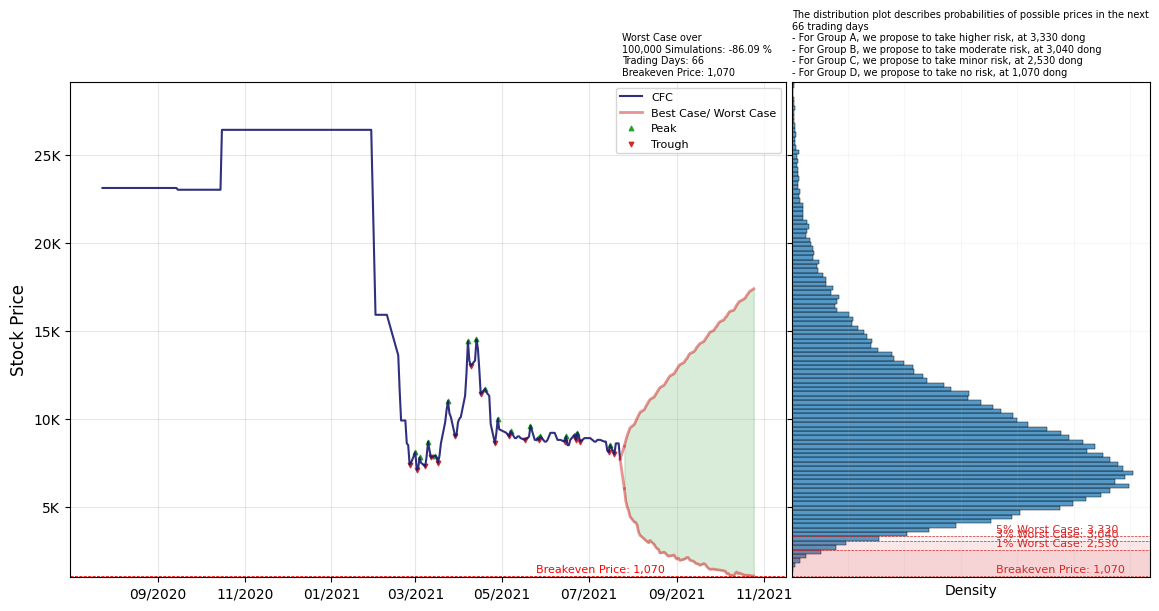 The distribution plot describes probabilities of possible prices in the next
66 trading days
- For Group A, we propose to take higher risk, at 3,330 dong
- For Group B, we propose to take moderate risk, at 3,040 dong
- For Group C, we propose to take minor risk, at 2,530 dong
- For Group D, we propose to take no risk, at 1,070 dong
Worst Case over
100,000 Simulations: -86.09 %
Trading Days: 66
Breakeven Price: 1,070
CFC
Best Case/ Worst Case
Peak
Trough
Stock Price
25K
20K
15K
10K
5K
Breakeven Price: 1,070
09/2020
11/2020
01/2021
03/2021
05/2021
07/2021
09/2021
11/2021
5% Worst Case: 3,330
3% Worst Case: 3,040
1% Worst Case: 2,530
Breakeven Price: 1,070
Density